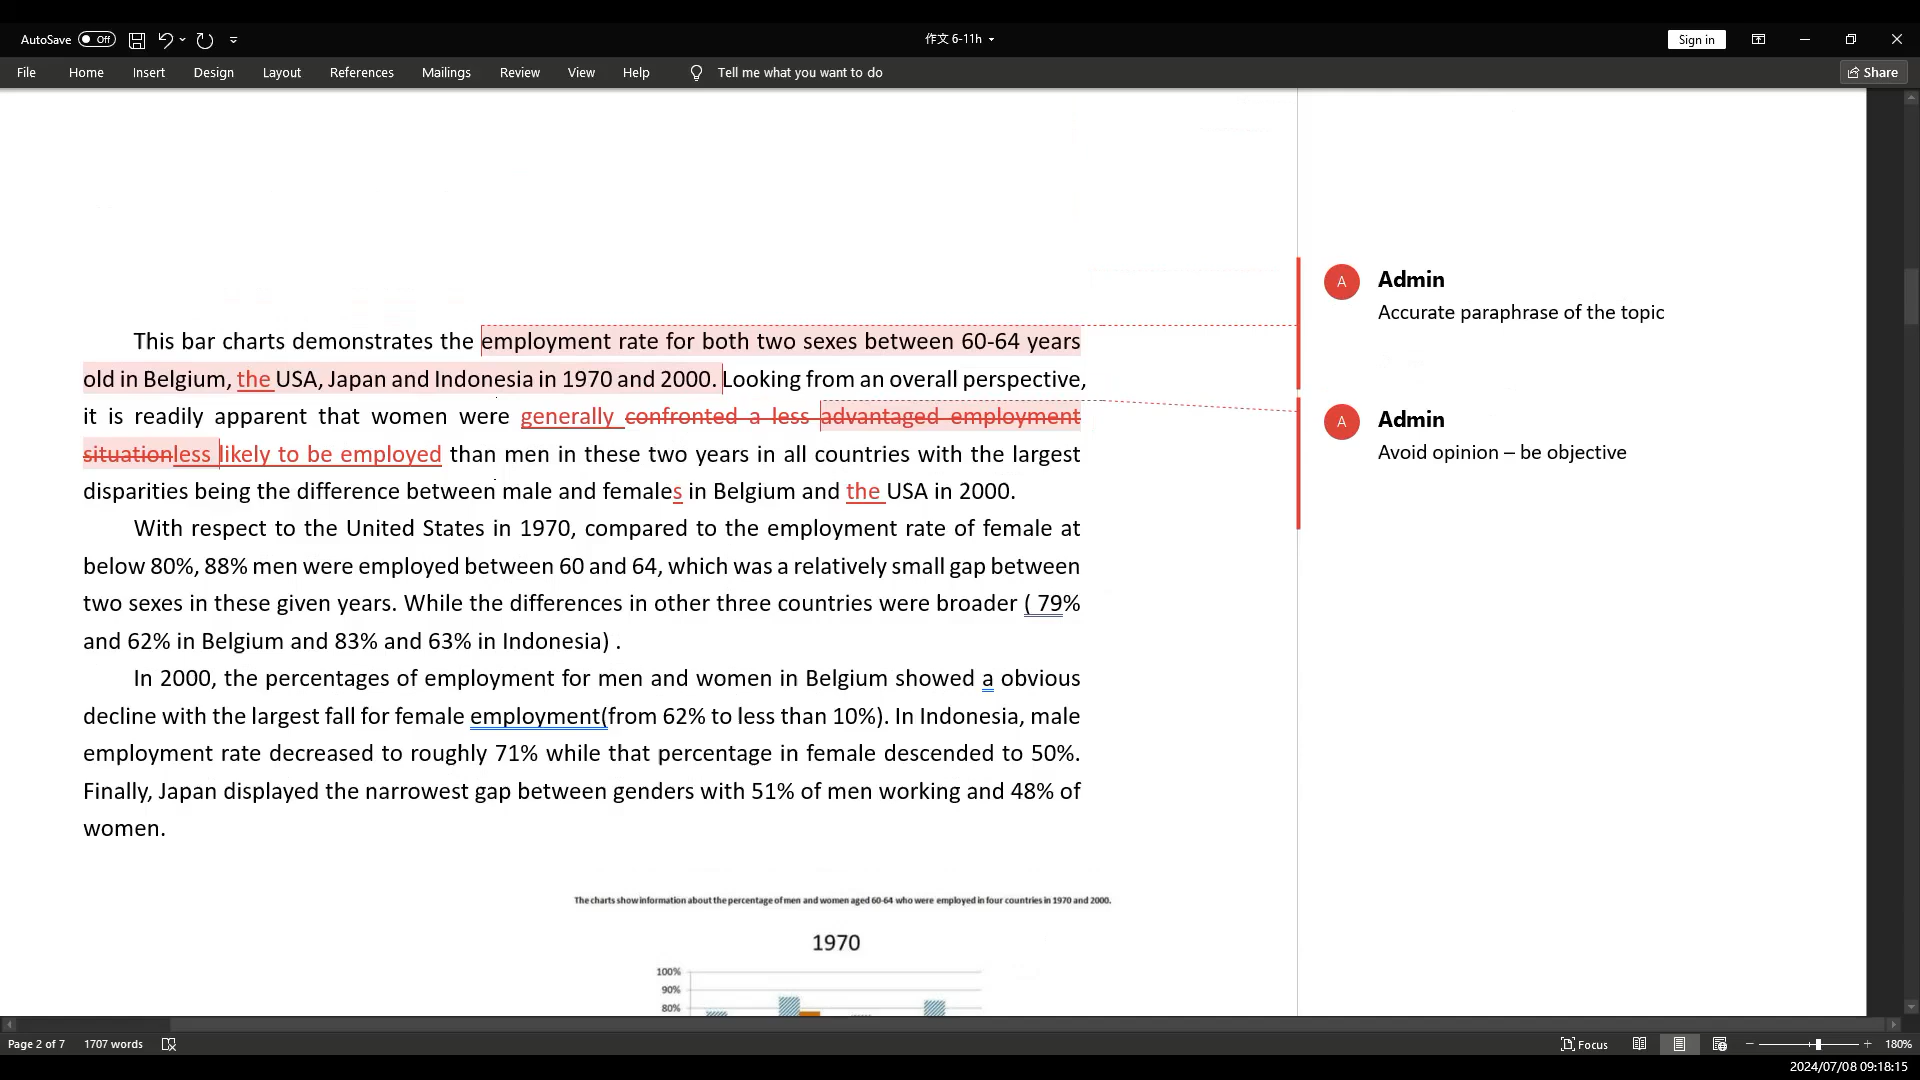 AutoSave Off 作文 6-11h Sign in
File Home Insert Design Layout References Mailings Review View Help Tell me what you want to do Share
This bar charts demonstrates the employment rate for both two sexes between 60-64 years
old in Belgium, the USA, Japan and Indonesia in 1970 and 2000. Looking from an overall perspective,
it is readily apparent that women were generally confronted a less advantaged employment
situationless likely to be employed than men in these two years in all countries with the largest
disparities being the difference between male and females in Belgium and the USA in 2000.
With respect to the United States in 1970, compared to the employment rate of female at
below 80%, 88% men were employed between 60 and 64, which was a relatively small gap between
two sexes in these given years. While the differences in other three countries were broader ( 79%
and 62% in Belgium and 83% and 63% in Indonesia) .
In 2000, the percentages of employment for men and women in Belgium showed a obvious
decline with the largest fall for female employment(from 62% to less than 10%). In Indonesia, male
employment rate decreased to roughly 71% while that percentage in female descended to 50%.
Finally, Japan displayed the narrowest gap between genders with 51% of men working and 48% of
women.
The charts show information about the percentage of men and women aged 60-64 who were employed in four countries in 1970 and 2000.
1970
100%
90%
80%
A Admin
Accurate paraphrase of the topic
A Admin
Avoid opinion – be objective
Page 2 of 7 1707 words Focus 180%
2024/07/08 09:18:15